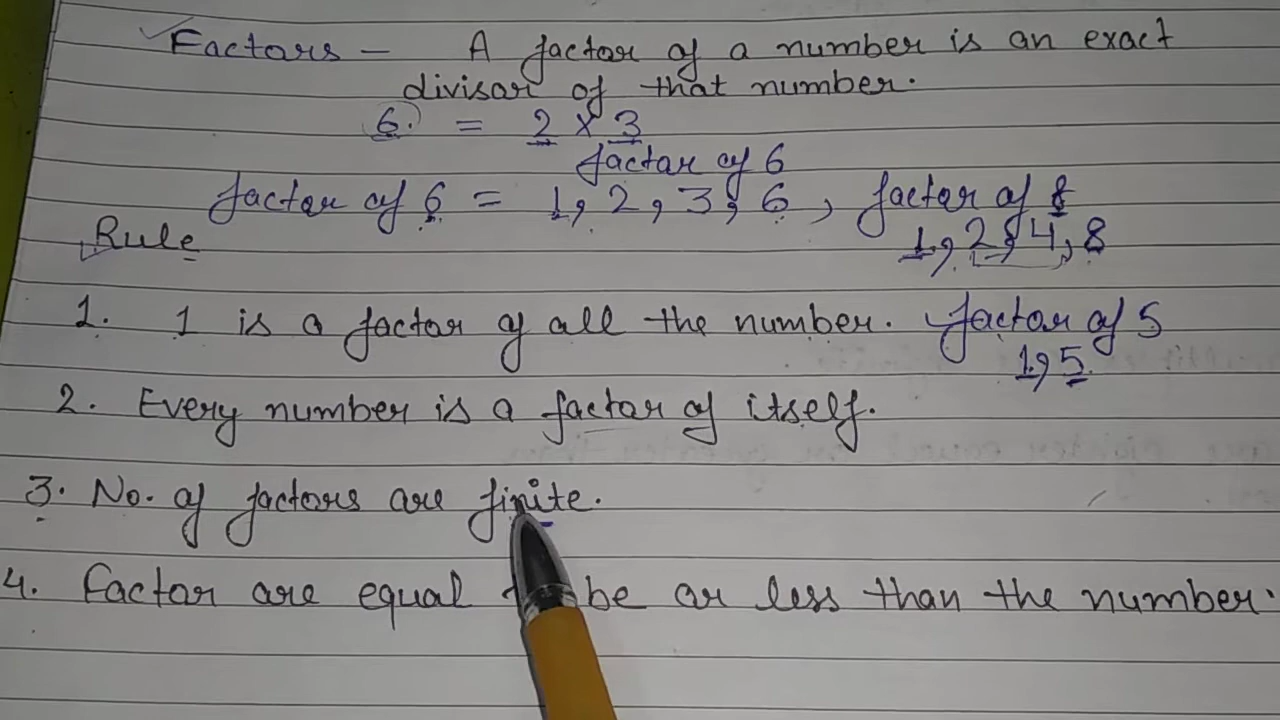 Factors - A factor of a number is an exact
divisor of that number.
6. = 2 × 3
factor of 6
factor of 6 = 1, 2, 3, 6, factor of 8
1, 2, 4, 8
Rule
1. 1 is a factor of all the number. factor of 5
1, 5
2. Every number is a factor of itself.
3. No. of factors are finite.
4. Factor are equal be or less than the number.